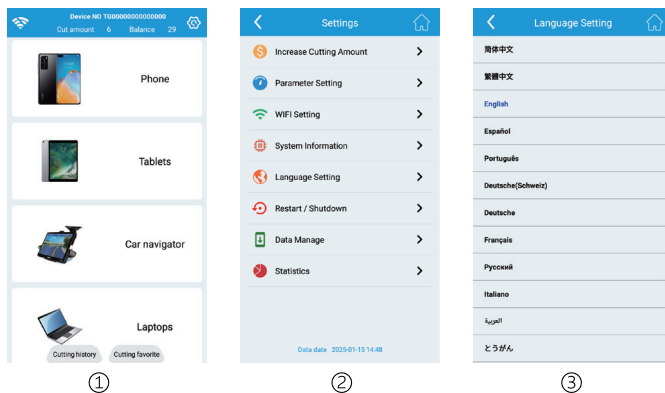 Device NO TG00000000000000
Cut amount 6 Balance 29
Phone
Tablets
Car navigator
Laptops
Cutting history Cutting favorite
①
Settings
Increase Cutting Amount
Parameter Setting
WIFI Setting
System Information
Language Setting
Restart / Shutdown
Data Manage
Statistics
Data date 2025-01-15 14:48
②
Language Setting
简体中文
繁體中文
English
Español
Português
Deutsche(Schweiz)
Deutsche
Français
Русский
Italiano
العربية
とうがん
③